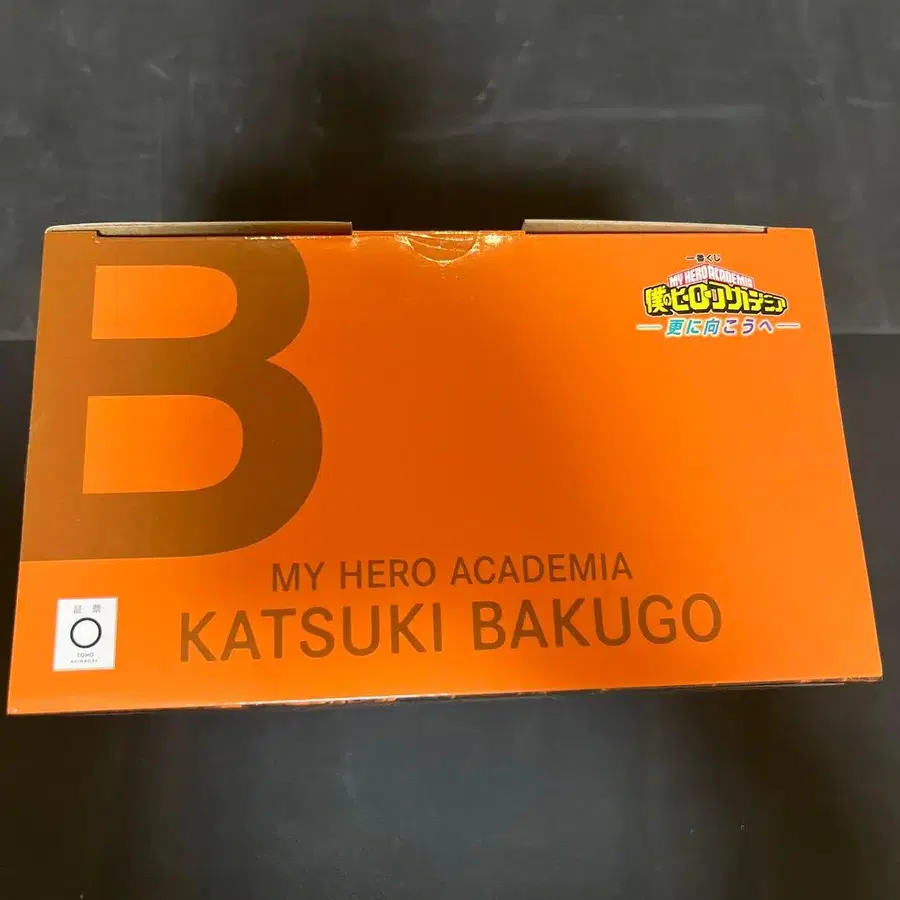 B
一番くじ
MY HERO ACADEMIA
僕のヒーローアカデミア
更に向こうへ
MY HERO ACADEMIA
KATSUKI BAKUGO
証票
TOHO
ANIMATION